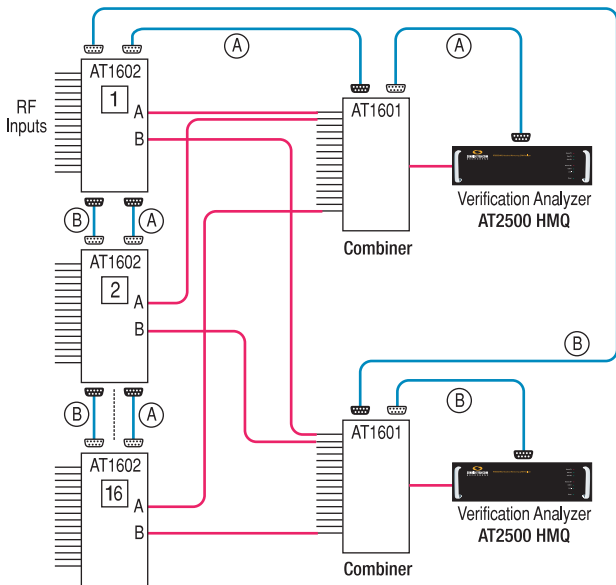 A
A
AT1602
1
A
B
RF
Inputs
AT1601
Combiner
Verification Analyzer
AT2500 HMQ
B
A
AT1602
2
A
B
B
B
A
B
AT1602
16
A
B
AT1601
Combiner
Verification Analyzer
AT2500 HMQ